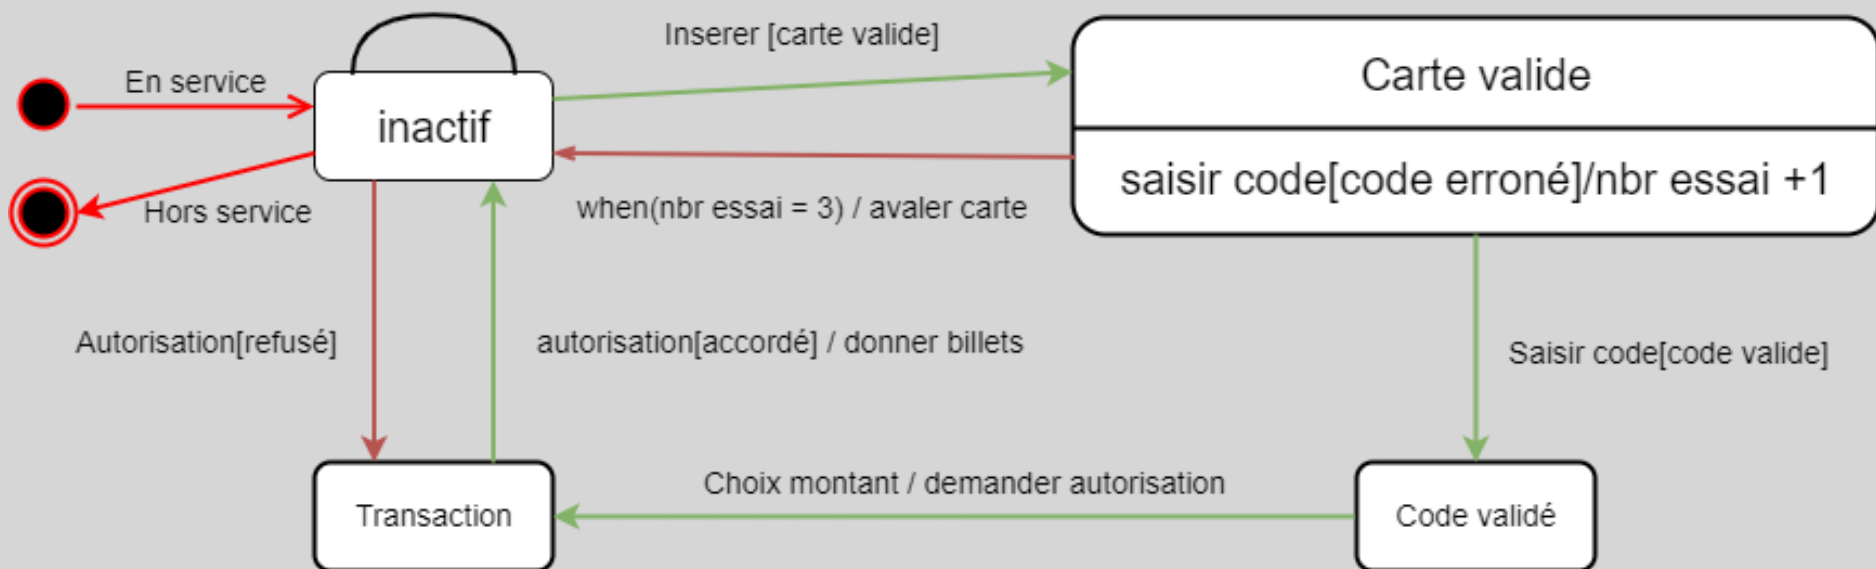 Inserer [carte valide]
En service
inactif
Carte valide
saisir code[code erroné]/nbr essai +1
Hors service
when(nbr essai = 3) / avaler carte
Autorisation[refusé]
autorisation[accordé] / donner billets
Saisir code[code valide]
Transaction
Choix montant / demander autorisation
Code validé